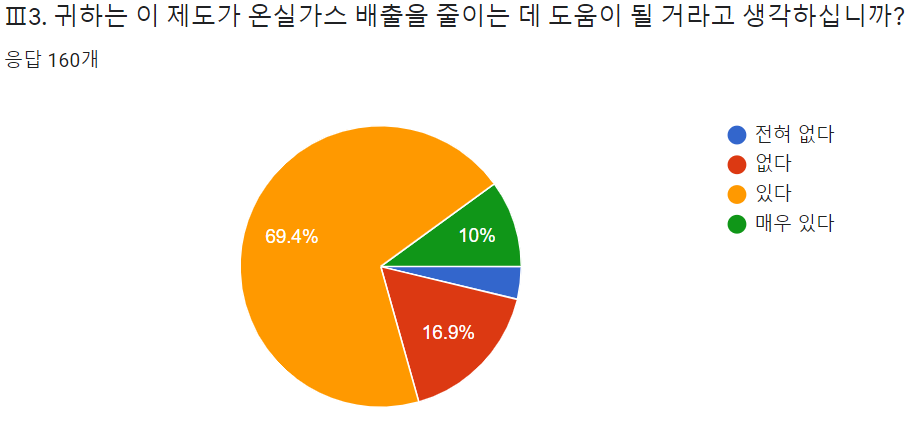 Ⅲ3. 귀하는 이 제도가 온실가스 배출을 줄이는 데 도움이 될 거라고 생각하십니까?
응답 160개
전혀 없다
없다
있다
매우 있다
69.4%
10%
16.9%